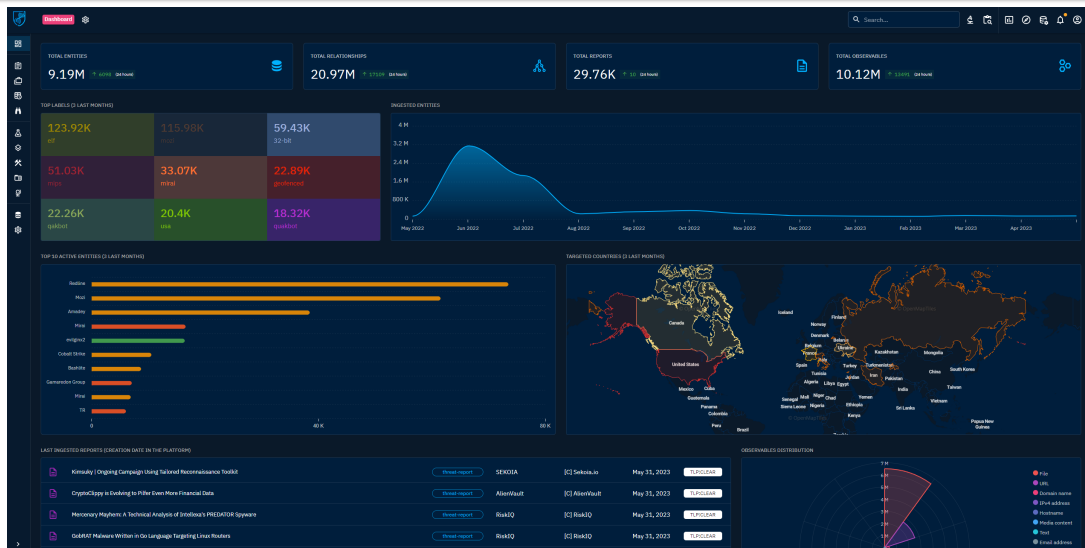 Dashboard
Search...
TOTAL ENTITIES
9.19M ↑ 6098 (24 hours)
TOTAL RELATIONSHIPS
20.97M ↑ 17109 (24 hours)
TOTAL REPORTS
29.76K ↑ 10 (24 hours)
TOTAL OBSERVABLES
10.12M ↑ 13491 (24 hours)
TOP LABELS (3 LAST MONTHS)
123.92K
elf
115.98K
59.43K
32-bit
51.03K
mips
33.07K
mirai
22.89K
geofenced
22.26K
qakbot
20.4K
usa
18.32K
quakbot
INGESTED ENTITIES
4 M
3.2 M
2.4 M
1.6 M
800 K
0
May 2022
Jun 2022
Jul 2022
Aug 2022
Sep 2022
Oct 2022
Nov 2022
Dec 2022
Jan 2023
Feb 2023
Mar 2023
Apr 2023
TOP 10 ACTIVE ENTITIES (3 LAST MONTHS)
Redline
Mozi
Amadey
Mirai
evilginx2
Cobalt Strike
Bashlite
Gamaredon Group
Mirai
TR
0
40 K
80 K
TARGETED COUNTRIES (3 LAST MONTHS)
Iceland
Canada
Finland
Norway
Denmark
Belarus
Belgium
Ukraine
France
Kazakhstan
Mongolia
Italy
United States
Spain
Turkey
Turkmenistan
South Korea
Tunisia
Jordan
Iran
China
Pakistan
Algeria
Libya
Egypt
Mexico
Cuba
India
Taiwan
Guatemala
Senegal
Mali
Niger
Chad
Yemen
Vietnam
Panama
Sierra Leone
Nigeria
Ethiopia
Sri Lanka
Colombia
Kenya
Peru
Brazil
Papua New
Guinea
LAST INGESTED REPORTS (CREATION DATE IN THE PLATFORM)
Kimsuky | Ongoing Campaign Using Tailored Reconnaissance Toolkit threat-report SEKOIA [C] Sekoia.io May 31, 2023 TLP:CLEAR
CryptoClippy is Evolving to Pilfer Even More Financial Data threat-report AlienVault [C] AlienVault May 31, 2023 TLP:CLEAR
Mercenary Mayhem: A Technical Analysis of Intellexa's PREDATOR Spyware threat-report RiskIQ [C] RiskIQ May 31, 2023 TLP:CLEAR
GobRAT Malware Written in Go Language Targeting Linux Routers threat-report RiskIQ [C] RiskIQ May 31, 2023 TLP:CLEAR
OBSERVABLES DISTRIBUTION
7 M
6 M
5 M
4 M
3 M
2 M
1 M
File
URL
Domain name
IPv4 address
Hostname
Media content
Text
Email address